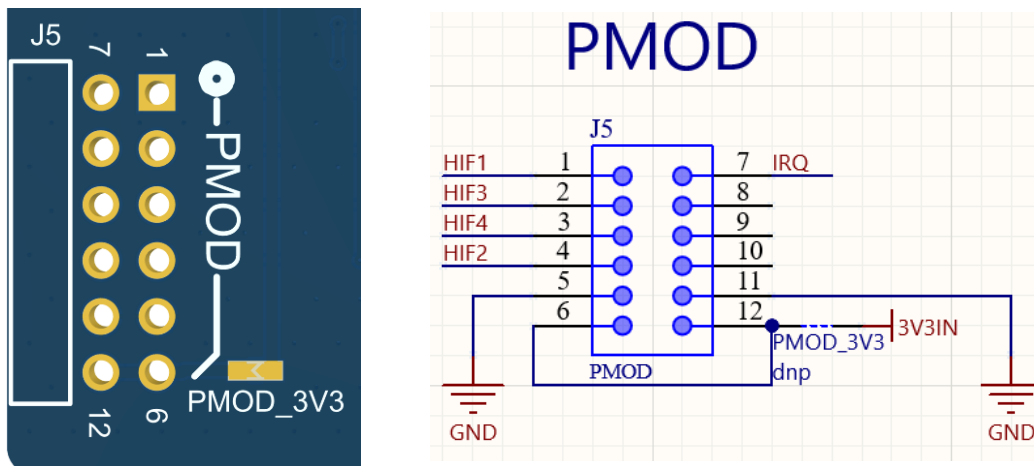 J5
7 1
PMOD
PMOD_3V3
12 6
PMOD
J5
HIF1 1 7 IRQ
HIF3 2 8
HIF4 3 9
HIF2 4 10
5 11
6 12 3V3IN
PMOD_3V3
PMOD dnp
GND GND